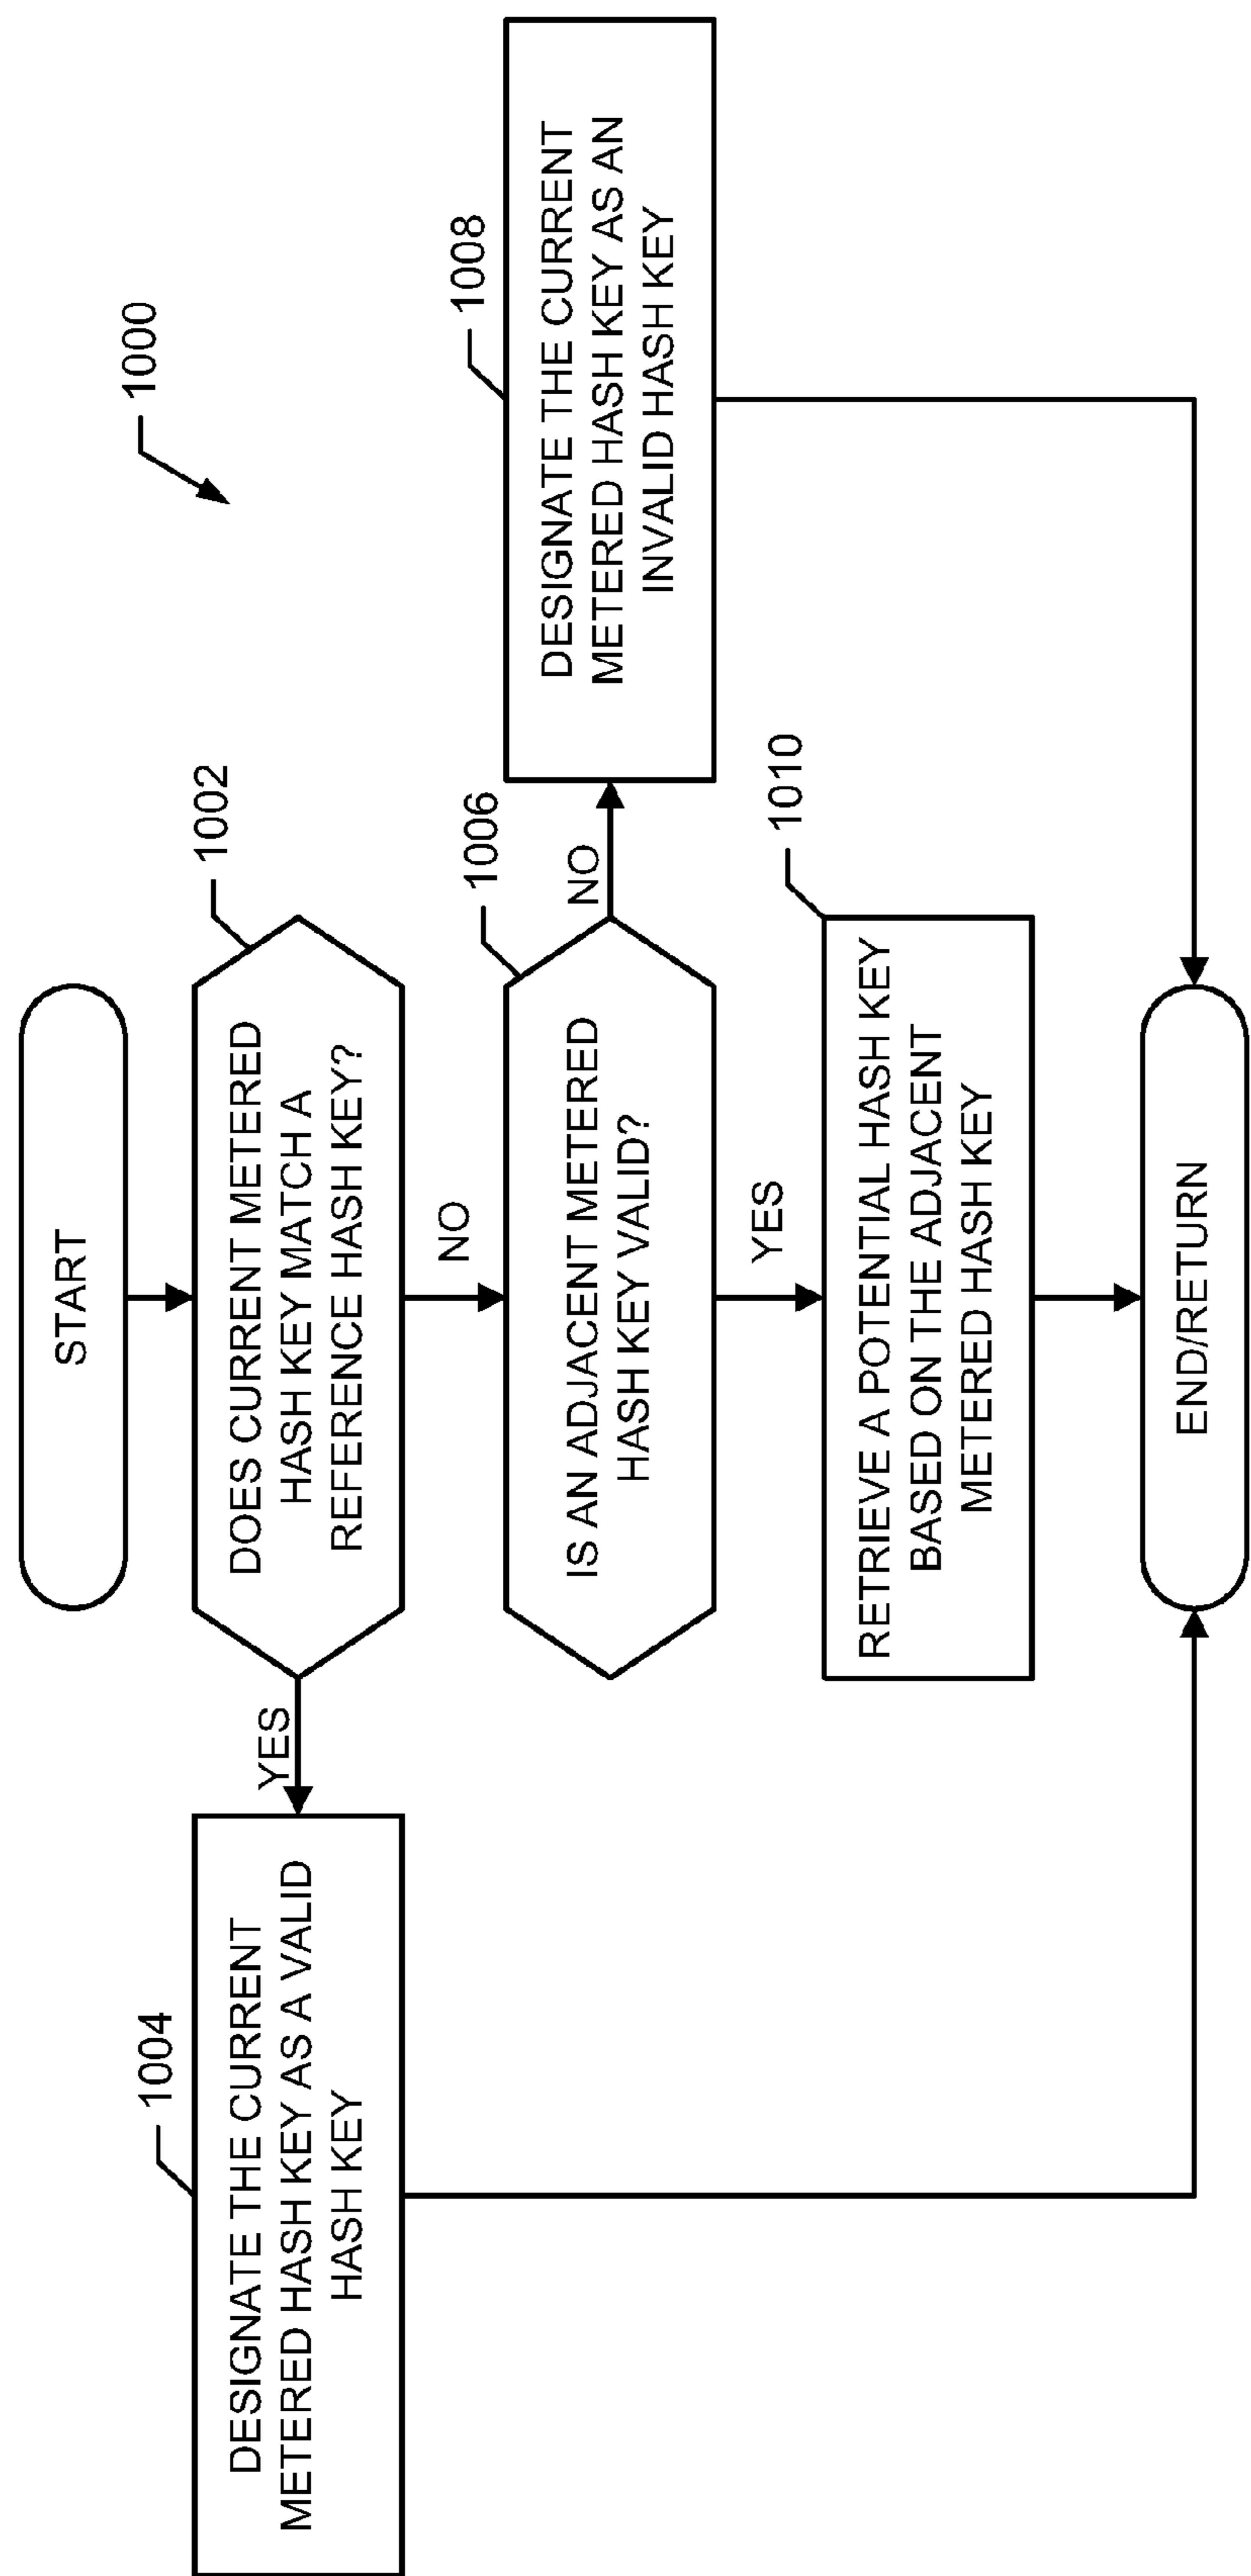 1000
START
1002
DOES CURRENT METERED
HASH KEY MATCH A
REFERENCE HASH KEY?
YES
1004
DESIGNATE THE CURRENT
METERED HASH KEY AS A VALID
HASH KEY
NO
1006
IS AN ADJACENT METERED
HASH KEY VALID?
NO
1008
DESIGNATE THE CURRENT
METERED HASH KEY AS AN
INVALID HASH KEY
YES
1010
RETRIEVE A POTENTIAL HASH KEY
BASED ON THE ADJACENT
METERED HASH KEY
END/RETURN